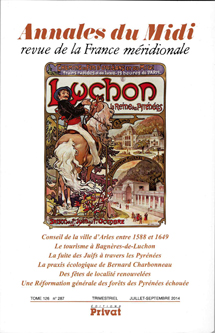 Annales du Midi
revue de la France méridionale
Luchon
la Reine des Pyrénées
Conseil de la ville d'Arles entre 1588 et 1649
Le tourisme à Bagnères-de-Luchon
La fuite des Juifs à travers les Pyrénées
La praxis écologique de Bernard Charbonneau
Des fêtes de localité renouvelées
Une Réformation générale des forêts des Pyrénées échouée
TOME 126 n° 287 TRIMESTRIEL JUILLET-SEPTEMBRE 2014
éditions
Privat